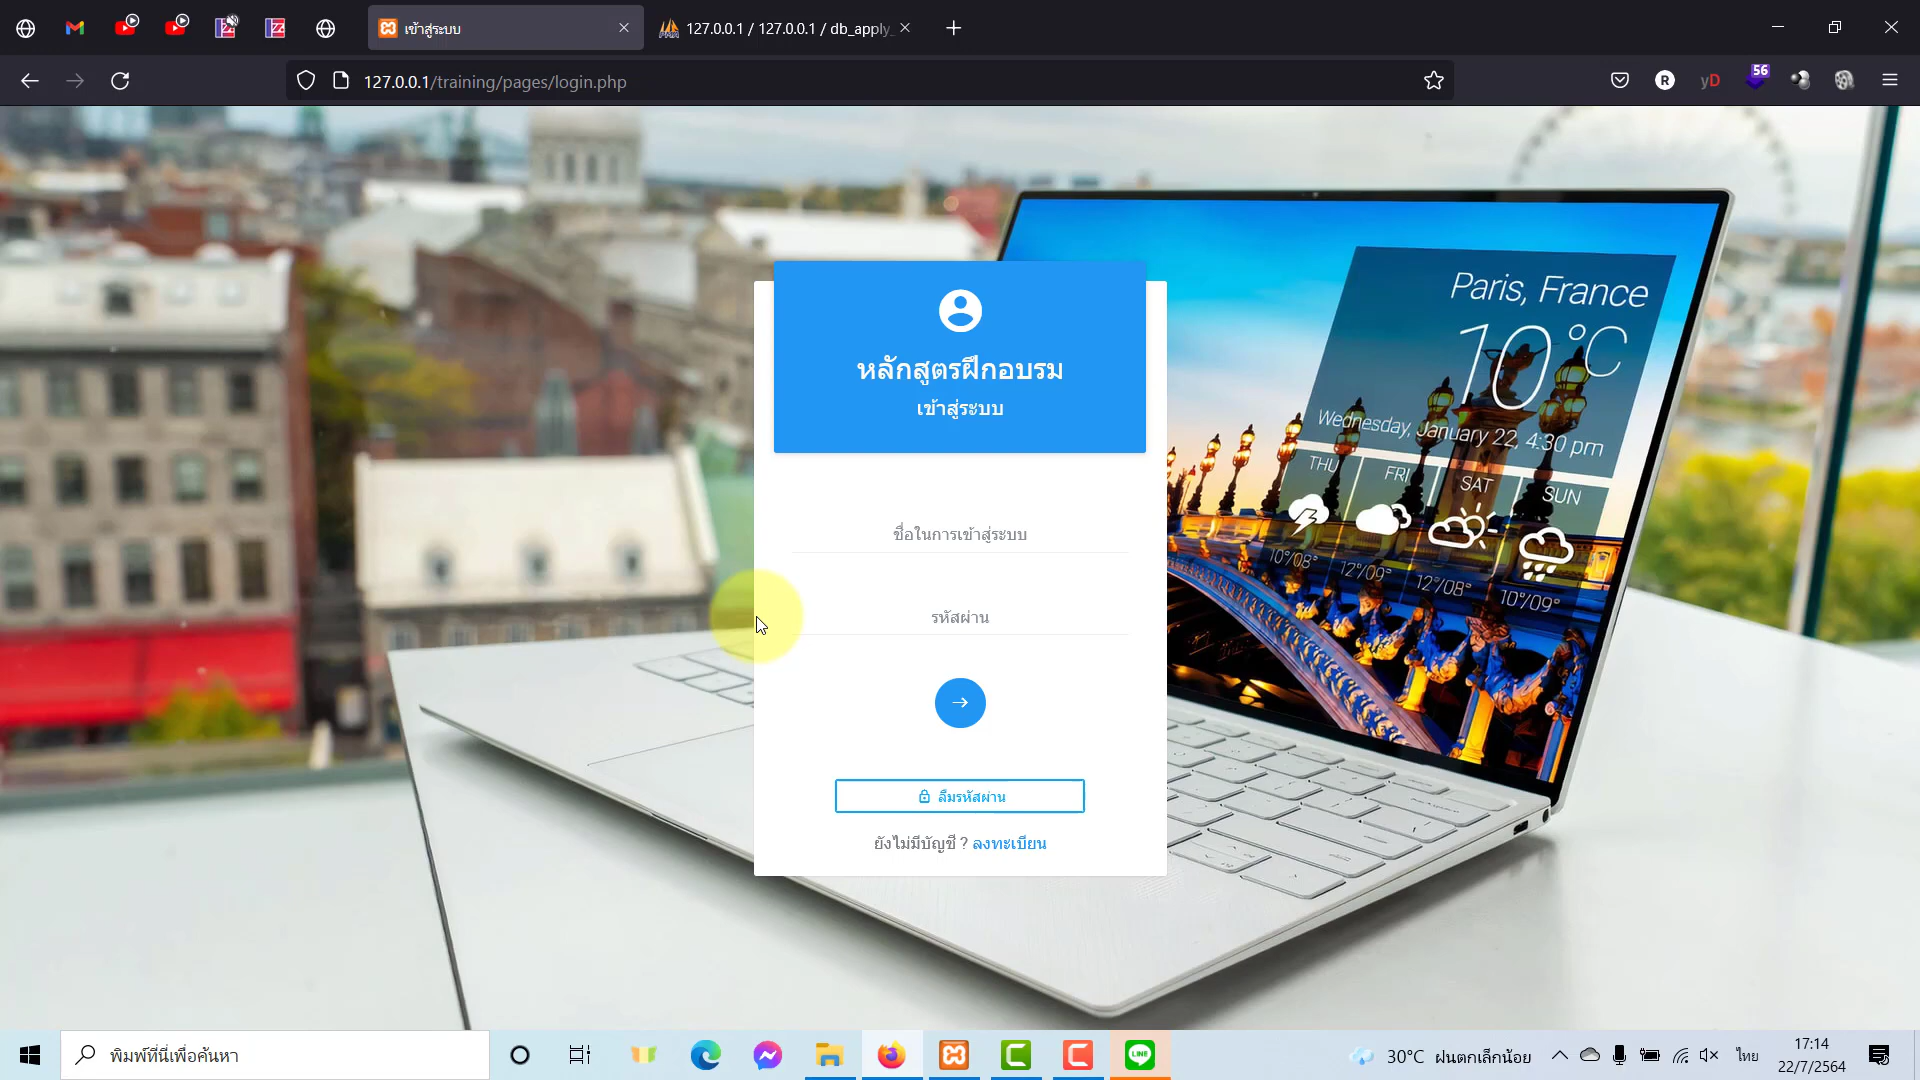 เข้าสู่ระบบ
127.0.0.1 / 127.0.0.1 / db_apply_
127.0.0.1/training/pages/login.php
R
yD
56
Paris, France
10°C
Wednesday, January 22, 4:30 pm
THU FRI SAT SUN
10°/08° 12°/09° 12°/08° 10°/09°
หลักสูตรฝึกอบรม
เข้าสู่ระบบ
ชื่อในการเข้าสู่ระบบ
รหัสผ่าน
ลืมรหัสผ่าน
ยังไม่มีบัญชี ? ลงทะเบียน
พิมพ์ที่นี่เพื่อค้นหา
LINE
30°C ฝนตกเล็กน้อย
ไทย
17:14
22/7/2564